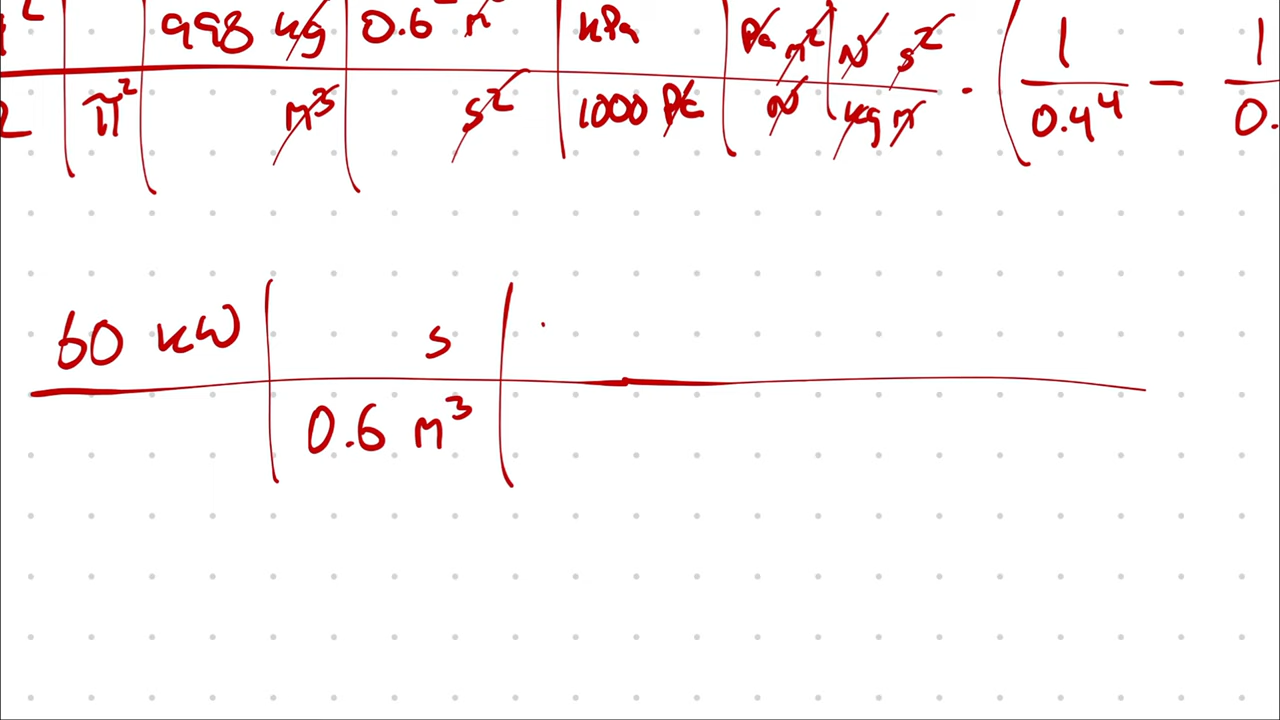 998 kg 0.6 kPa Pa m² N s² 1
π² m³ s² 1000 Pa N kg m · ( 0.4⁴ − 0.
60 kW s
0.6 m³